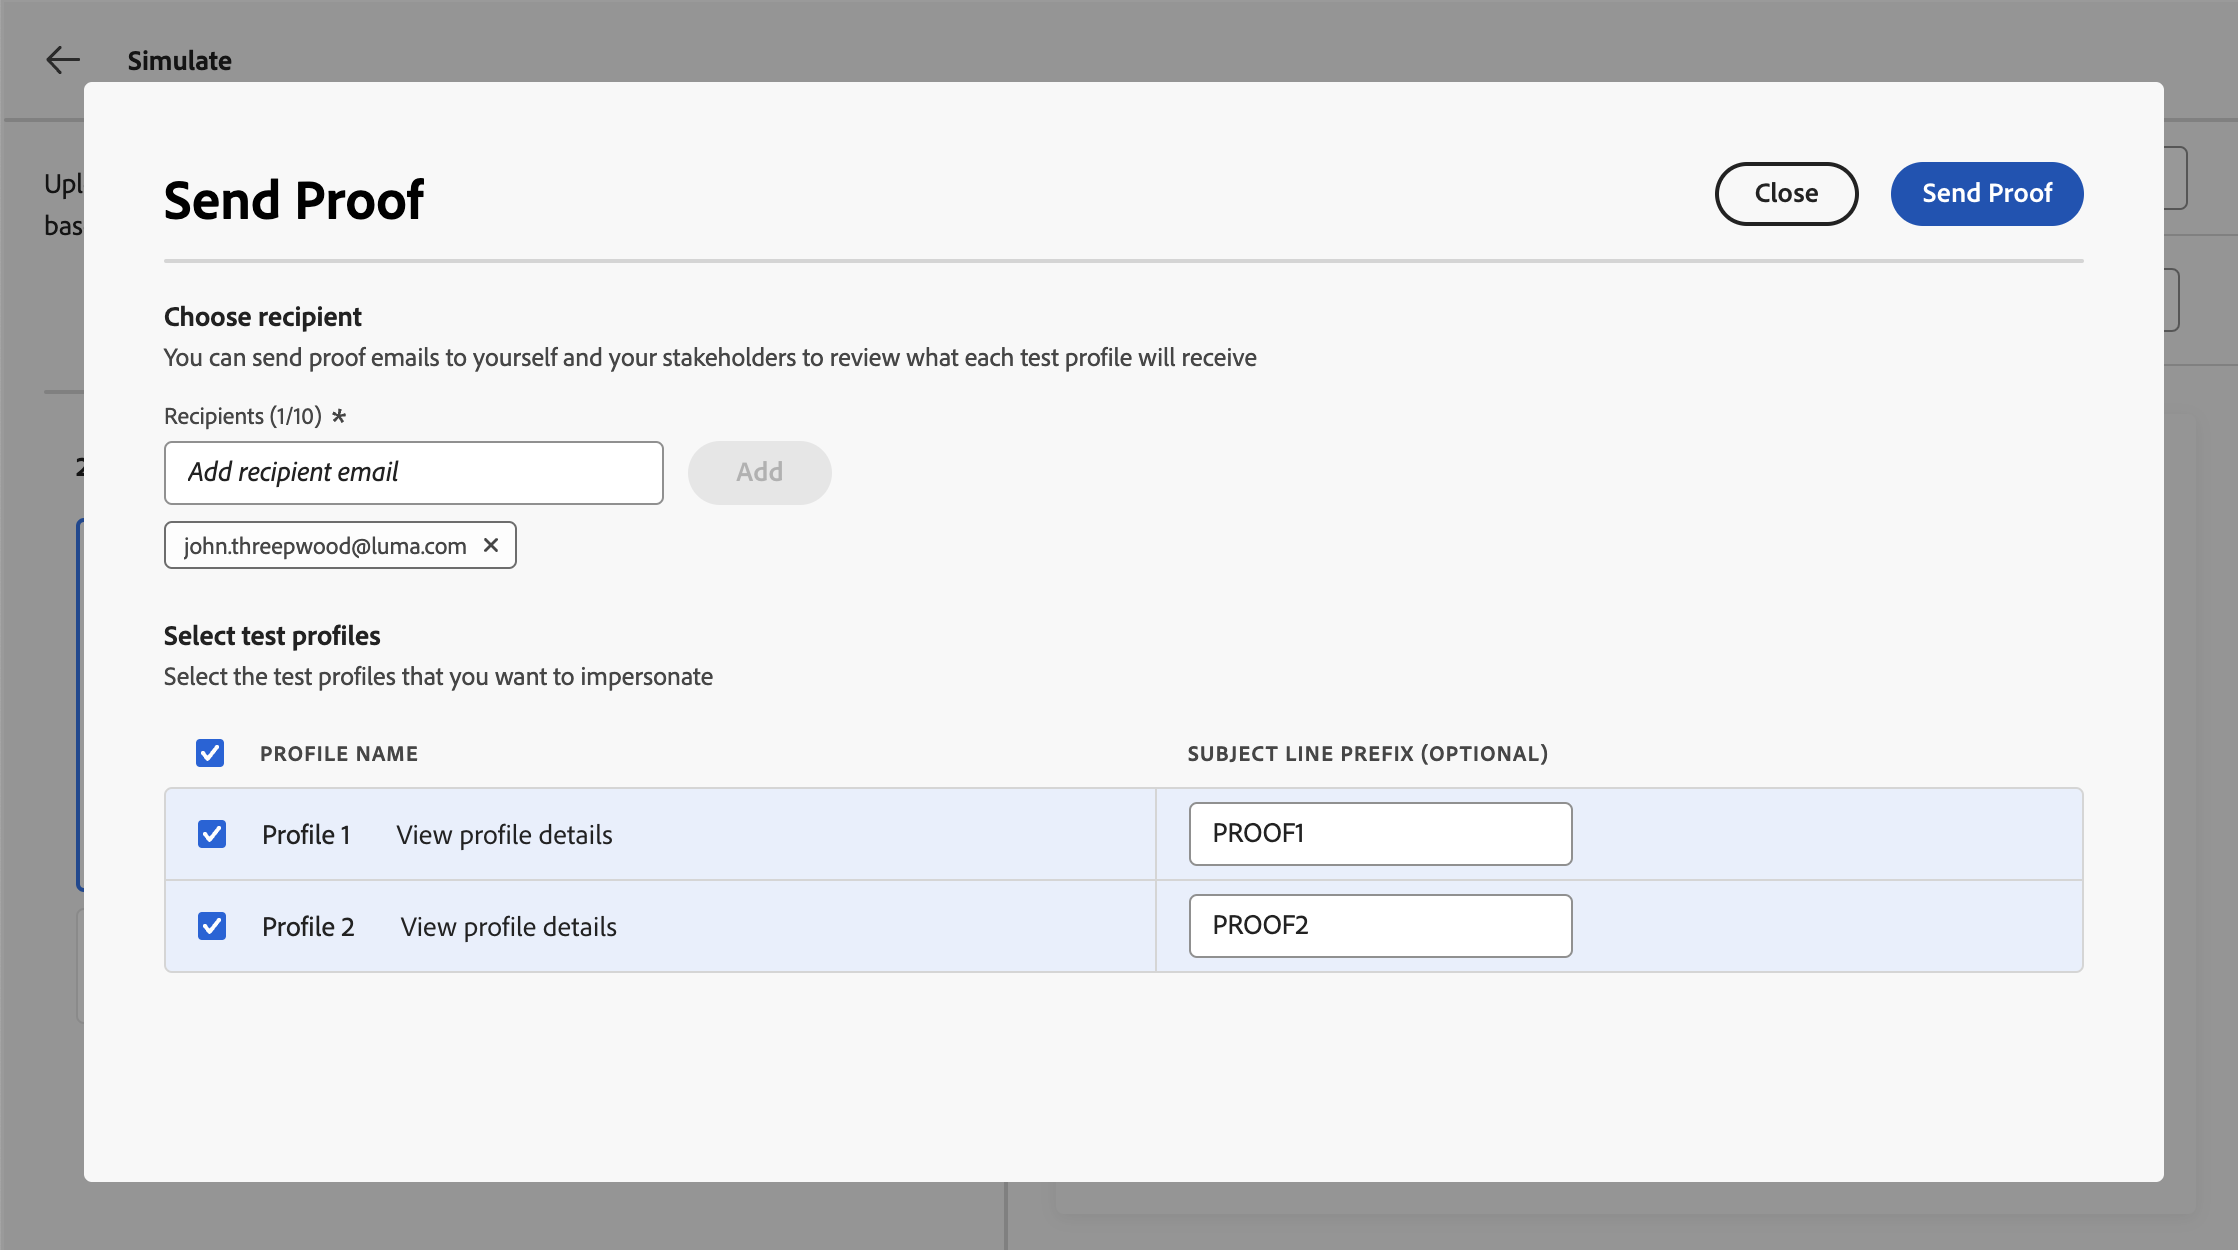 Simulate
Upl
bas
Send Proof
Close
Send Proof
Choose recipient
You can send proof emails to yourself and your stakeholders to review what each test profile will receive
Recipients (1/10) *
Add recipient email
Add
john.threepwood@luma.com
Select test profiles
Select the test profiles that you want to impersonate
PROFILE NAME
SUBJECT LINE PREFIX (OPTIONAL)
Profile 1 View profile details
PROOF1
Profile 2 View profile details
PROOF2